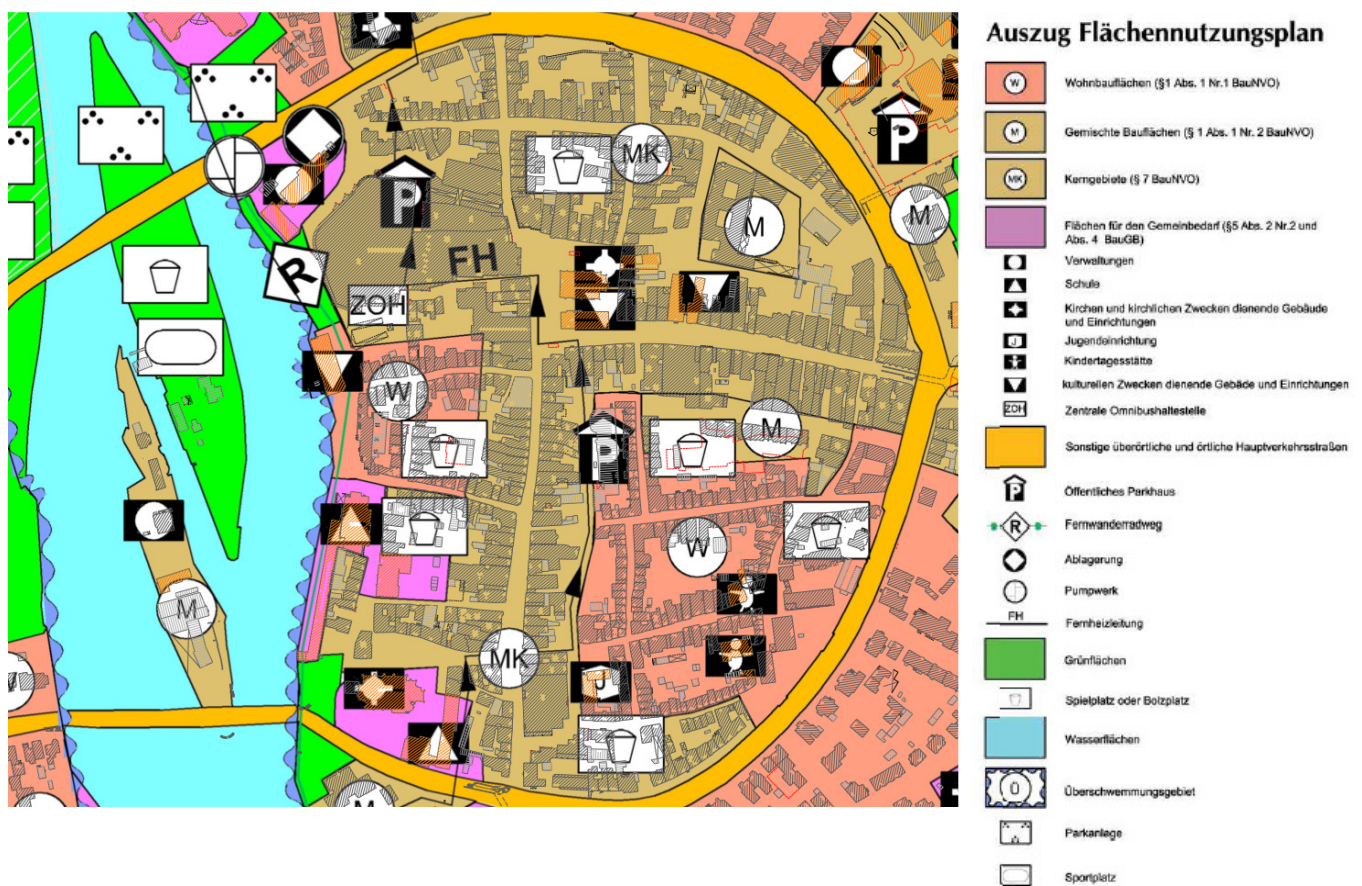 Auszug Flächennutzungsplan
W
Wohnbauflächen (§1 Abs. 1 Nr.1 BauNVO)
M
Gemischte Bauflächen (§ 1 Abs. 1 Nr. 2 BauNVO)
MK
Kerngebiete (§ 7 BauNVO)
Flächen für den Gemeinbedarf (§5 Abs. 2 Nr.2 und
Abs. 4 BauGB)
Verwaltungen
Schule
Kirchen und kirchlichen Zwecken dienende Gebäude
und Einrichtungen
J
Jugendeinrichtung
Kindertagesstätte
kulturellen Zwecken dienende Gebäde und Einrichtungen
ZOH
Zentrale Omnibushaltestelle
Sonstige überörtliche und örtliche Hauptverkehrsstraßen
P
Öffentliches Parkhaus
R
Fernwanderradweg
Ablagerung
Pumpwerk
FH
Fernheizleitung
Grünflächen
Spielplatz oder Bolzplatz
Wasserflächen
Ü
Überschwemmungsgebiet
Parkanlage
Sportplatz
P
MK
P
M
M
FH
R
ZOH
W
M
P
W
M
MK
J
M